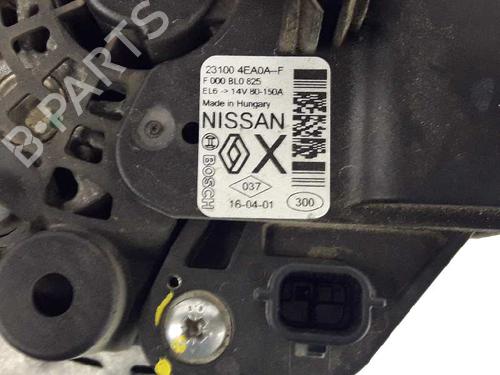 B-PARTS
23100 4EA0A--F
F 000 BL0 825
EL6 -> 14V 80-150A
Made in Hungary
NISSAN
BOSCH
X
037
16-04-01
300